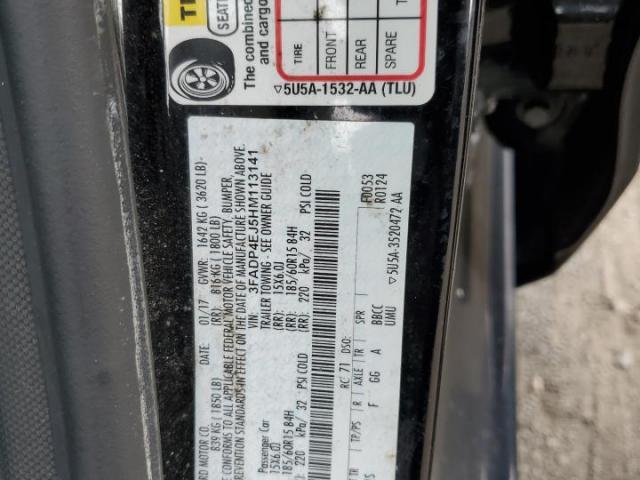 TI
SEATI
The combined
and cargo
TIRE
FRONT
REAR
SPARE
T
▽5U5A-1532-AA (TLU)
RD MOTOR CO.
DATE: 01/17 GVWR: 1642 KG ( 3620 LB)-
839 KG ( 1850 LB) (RR): 816 KG ( 1800 LB)
E CONFORMS TO ALL APPLICABLE FEDERAL MOTOR VEHICLE SAFETY, BUMPER,
PREVENTION STANDARDS IN EFFECT ON THE DATE OF MANUFACTURE SHOWN ABOVE.
VIN: 3FADP4EJ5HM113141
Passenger Car TRAILER TOWING - SEE OWNER GUIDE
15X6.0J (RR): 15X6.0J
185/60R15 84H (RR): 185/60R15 84H
): 220 kPa/ 32 PSI COLD (RR): 220 kPa/ 32 PSI COLD
RC: 71 DSO: F0053
R0124
TR TP/PS R AXLE TR SPR
F GG A BBCC
UMU
▽5U5A-3520472 AA